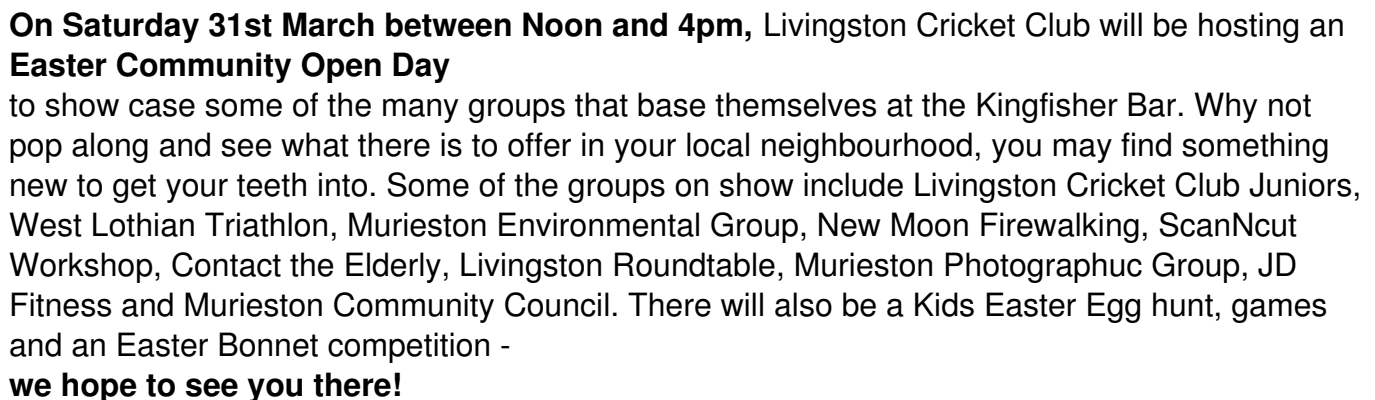 On Saturday 31st March between Noon and 4pm, Livingston Cricket Club will be hosting an
Easter Community Open Day
to show case some of the many groups that base themselves at the Kingfisher Bar. Why not
pop along and see what there is to offer in your local neighbourhood, you may find something
new to get your teeth into. Some of the groups on show include Livingston Cricket Club Juniors,
West Lothian Triathlon, Murieston Environmental Group, New Moon Firewalking, ScanNcut
Workshop, Contact the Elderly, Livingston Roundtable, Murieston Photographuc Group, JD
Fitness and Murieston Community Council. There will also be a Kids Easter Egg hunt, games
and an Easter Bonnet competition -
we hope to see you there!